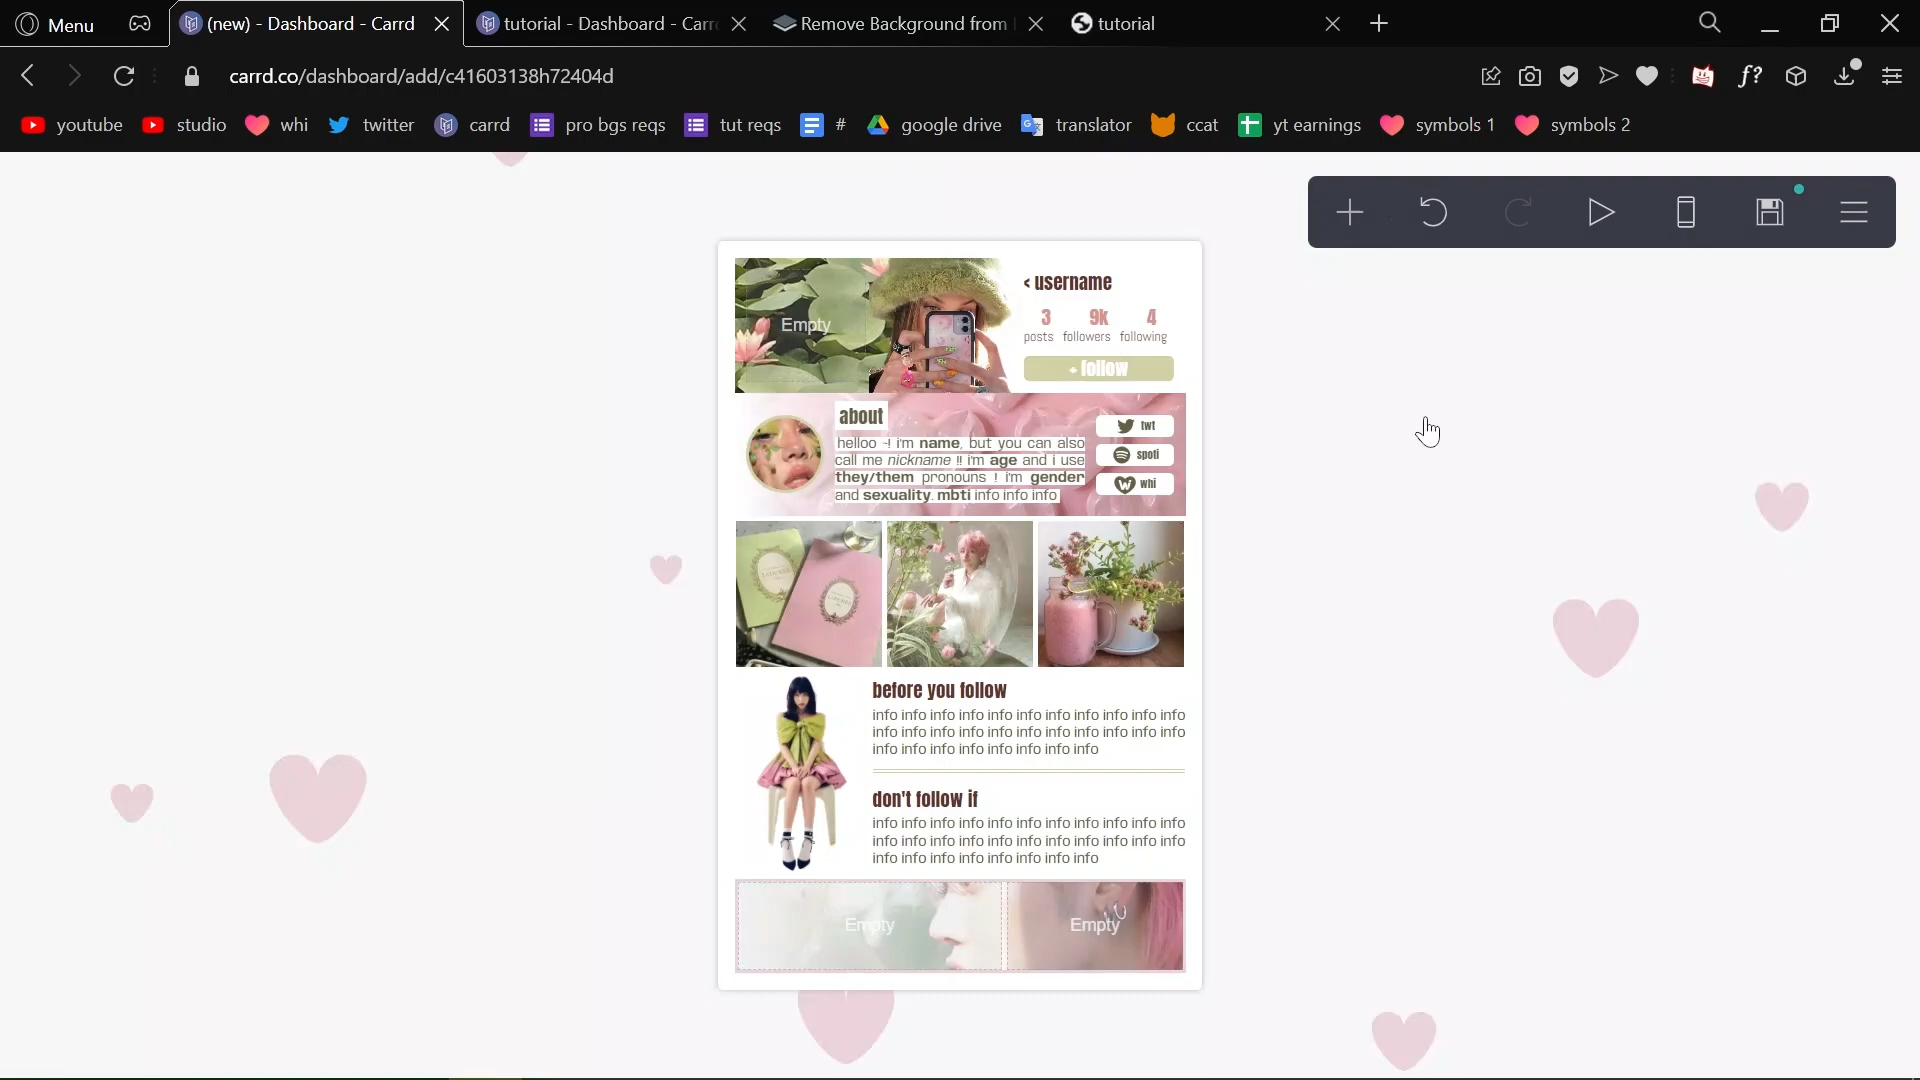 Menu
(new) - Dashboard - Carrd
tutorial - Dashboard - Carr
Remove Background from
tutorial
carrd.co/dashboard/add/c41603138h72404d
f?
youtube
studio
whi
twitter
carrd
pro bgs reqs
tut reqs
#
google drive
translator
ccat
yt earnings
symbols 1
symbols 2
Empty
< username
3 9k 4
posts followers following
+ follow
about
helloo ~! i'm name, but you can also
call me nickname !! i'm age and i use
they/them pronouns ! i'm gender
and sexuality. mbti info info info
twt
spoti
whi
before you follow
info info info info info info info info info info info
info info info info info info info info info info info
info info info info info info info info
don't follow if
info info info info info info info info info info info
info info info info info info info info info info info
info info info info info info info info
Empty
Empty